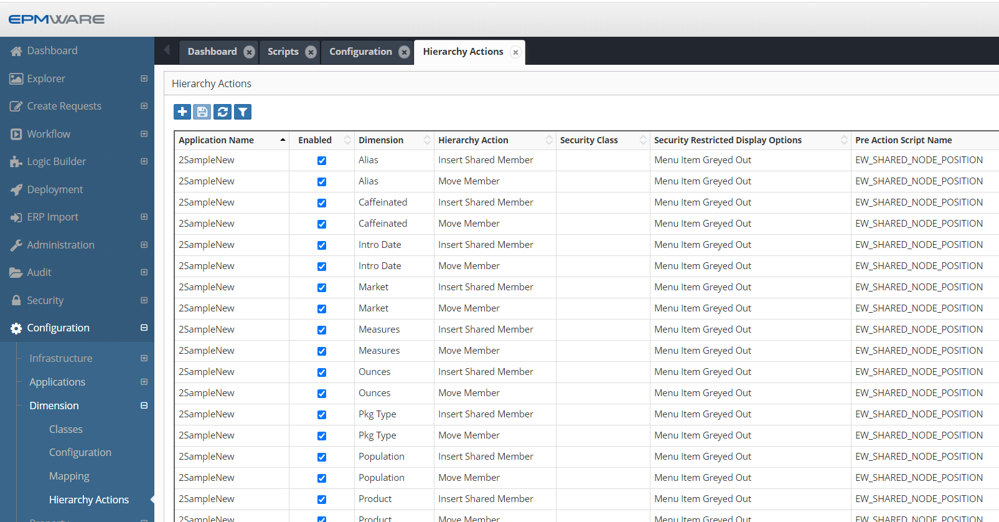 EPMWARE
Dashboard
Explorer
Create Requests
Workflow
Logic Builder
Deployment
ERP Import
Administration
Audit
Security
Configuration
Infrastructure
Applications
Dimension
Classes
Configuration
Mapping
Hierarchy Actions
Property
Dashboard Scripts Configuration Hierarchy Actions
Hierarchy Actions
Application Name Enabled Dimension Hierarchy Action Security Class Security Restricted Display Options Pre Action Script Name
2SampleNew Alias Insert Shared Member Menu Item Greyed Out EW_SHARED_NODE_POSITION
2SampleNew Alias Move Member Menu Item Greyed Out EW_SHARED_NODE_POSITION
2SampleNew Caffeinated Insert Shared Member Menu Item Greyed Out EW_SHARED_NODE_POSITION
2SampleNew Caffeinated Move Member Menu Item Greyed Out EW_SHARED_NODE_POSITION
2SampleNew Intro Date Insert Shared Member Menu Item Greyed Out EW_SHARED_NODE_POSITION
2SampleNew Intro Date Move Member Menu Item Greyed Out EW_SHARED_NODE_POSITION
2SampleNew Market Insert Shared Member Menu Item Greyed Out EW_SHARED_NODE_POSITION
2SampleNew Market Move Member Menu Item Greyed Out EW_SHARED_NODE_POSITION
2SampleNew Measures Insert Shared Member Menu Item Greyed Out EW_SHARED_NODE_POSITION
2SampleNew Measures Move Member Menu Item Greyed Out EW_SHARED_NODE_POSITION
2SampleNew Ounces Insert Shared Member Menu Item Greyed Out EW_SHARED_NODE_POSITION
2SampleNew Ounces Move Member Menu Item Greyed Out EW_SHARED_NODE_POSITION
2SampleNew Pkg Type Insert Shared Member Menu Item Greyed Out EW_SHARED_NODE_POSITION
2SampleNew Pkg Type Move Member Menu Item Greyed Out EW_SHARED_NODE_POSITION
2SampleNew Population Insert Shared Member Menu Item Greyed Out EW_SHARED_NODE_POSITION
2SampleNew Population Move Member Menu Item Greyed Out EW_SHARED_NODE_POSITION
2SampleNew Product Insert Shared Member Menu Item Greyed Out EW_SHARED_NODE_POSITION
2SampleNew Product Move Member Menu Item Greyed Out EW_SHARED_NODE_POSITION